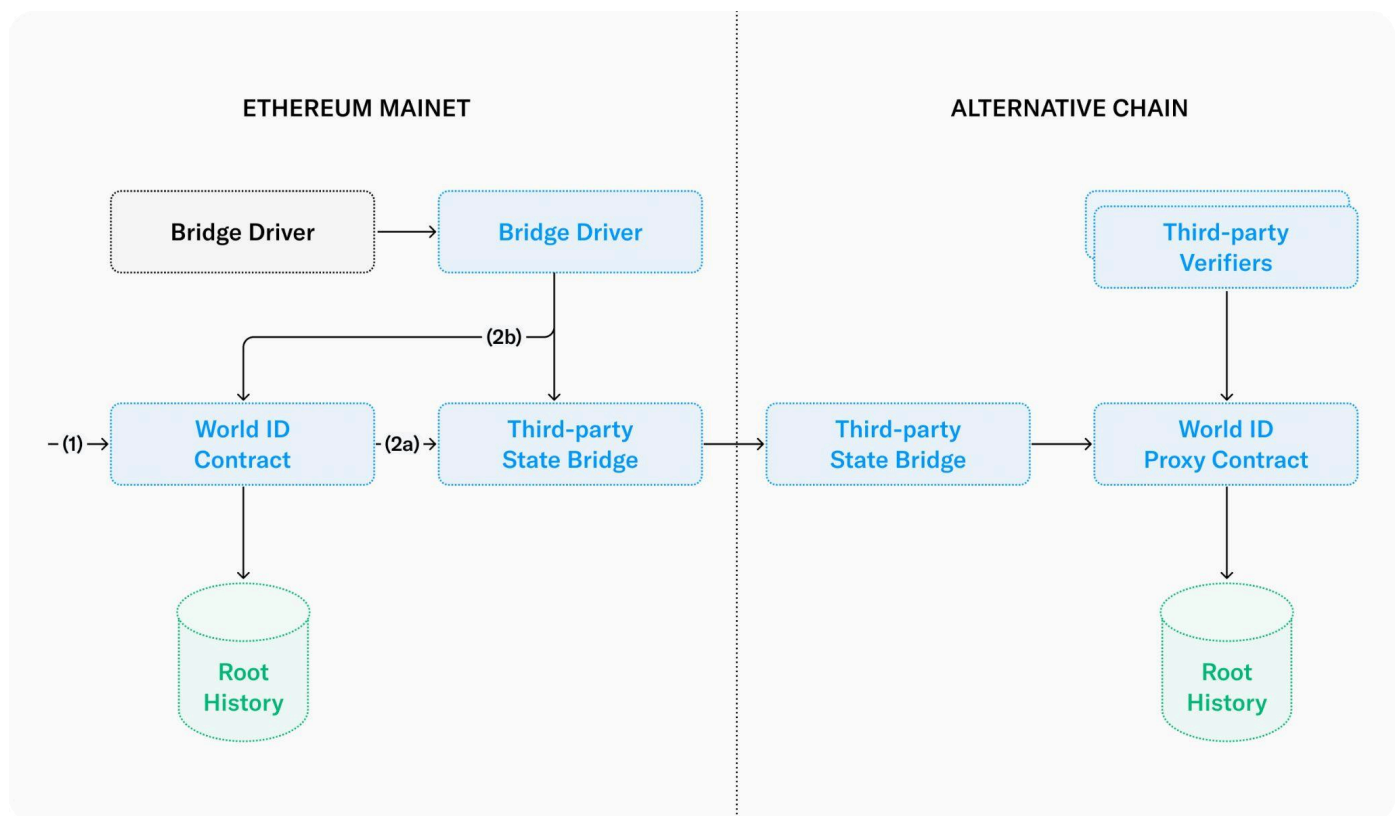 ETHEREUM MAINET
ALTERNATIVE CHAIN
Bridge Driver
Bridge Driver
Third-party
Verifiers
(2b)
(1)
World ID
Contract
(2a)
Third-party
State Bridge
Third-party
State Bridge
World ID
Proxy Contract
Root
History
Root
History